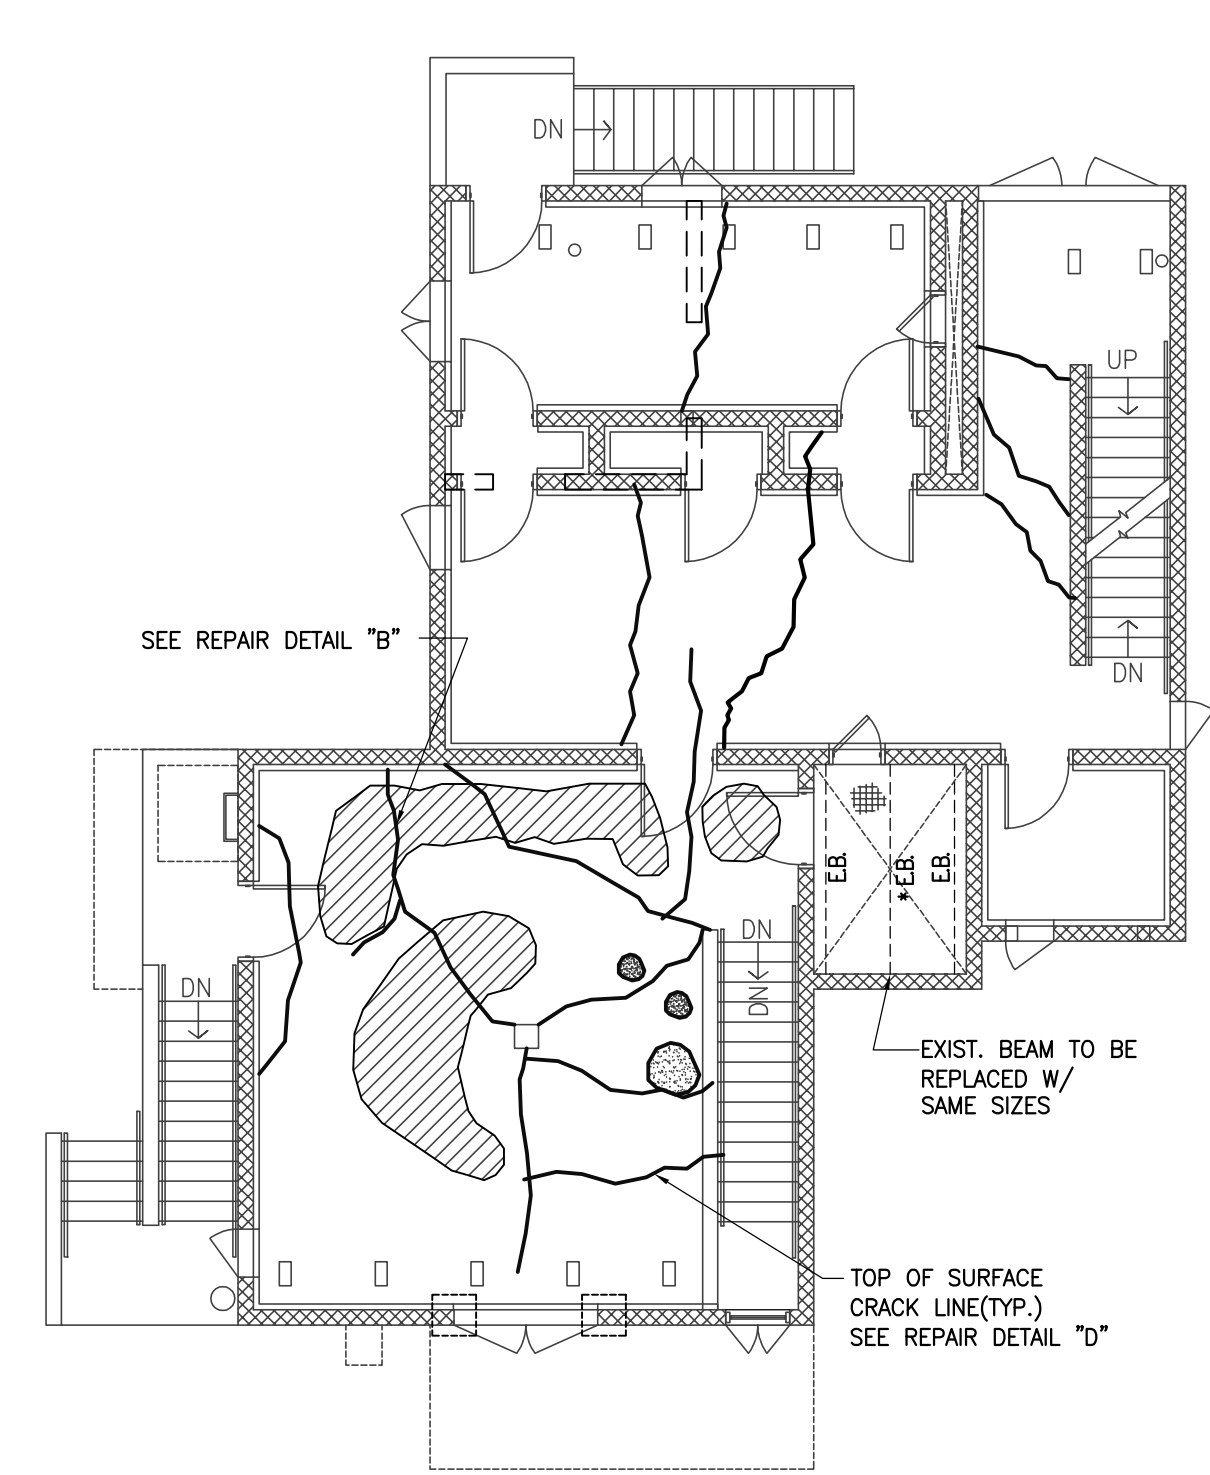 DN
UP
SEE REPAIR DETAIL "B"
DN
E.B.
*E.B.
E.B.
DN
DN
DN
EXIST. BEAM TO BE
REPLACED W/
SAME SIZES
TOP OF SURFACE
CRACK LINE(TYP.)
SEE REPAIR DETAIL "D"